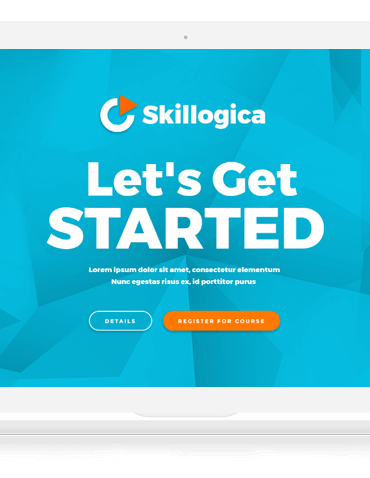 Skillogica
Let's Get
STARTED
Lorem ipsum dolor sit amet, consectetur elementum
Nunc egestas risus ex, id porttitor purus
DETAILS
REGISTER FOR COURSE